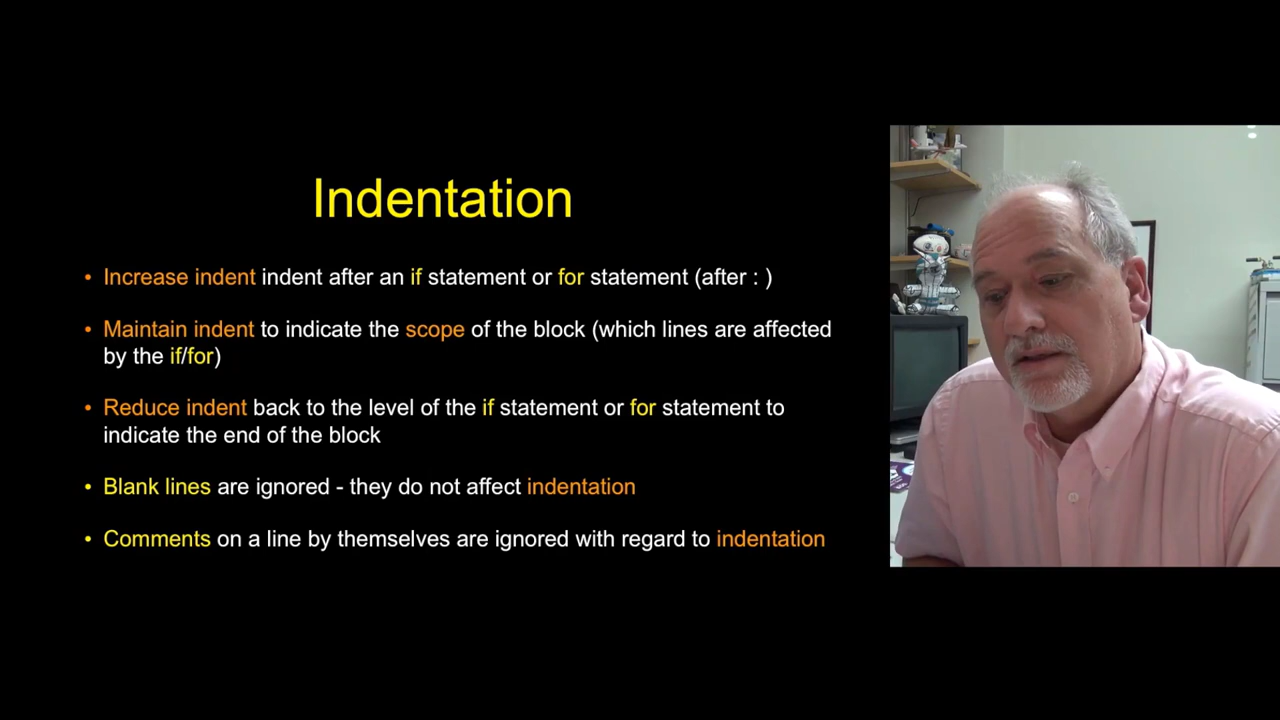 Indentation
• Increase indent indent after an if statement or for statement (after : )
• Maintain indent to indicate the scope of the block (which lines are affected
by the if/for)
• Reduce indent back to the level of the if statement or for statement to
indicate the end of the block
• Blank lines are ignored - they do not affect indentation
• Comments on a line by themselves are ignored with regard to indentation